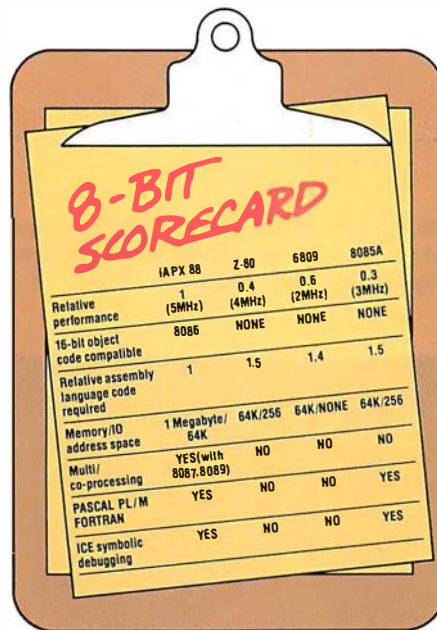 8-BIT
SCORECARD
iAPX 88 Z-80 6809 8085A
Relative performance 1 (5MHz) 0.4 (4MHz) 0.6 (2MHz) 0.3 (3MHz)
16-bit object code compatible 8086 NONE NONE NONE
Relative assembly language code required 1 1.5 1.4 1.5
Memory/IO address space 1 Megabyte/ 64K 64K/256 64K/NONE 64K/256
Multi/ co-processing YES(with 8087,8089) NO NO NO
PASCAL PL/M FORTRAN YES NO NO YES
ICE symbolic debugging YES NO NO YES